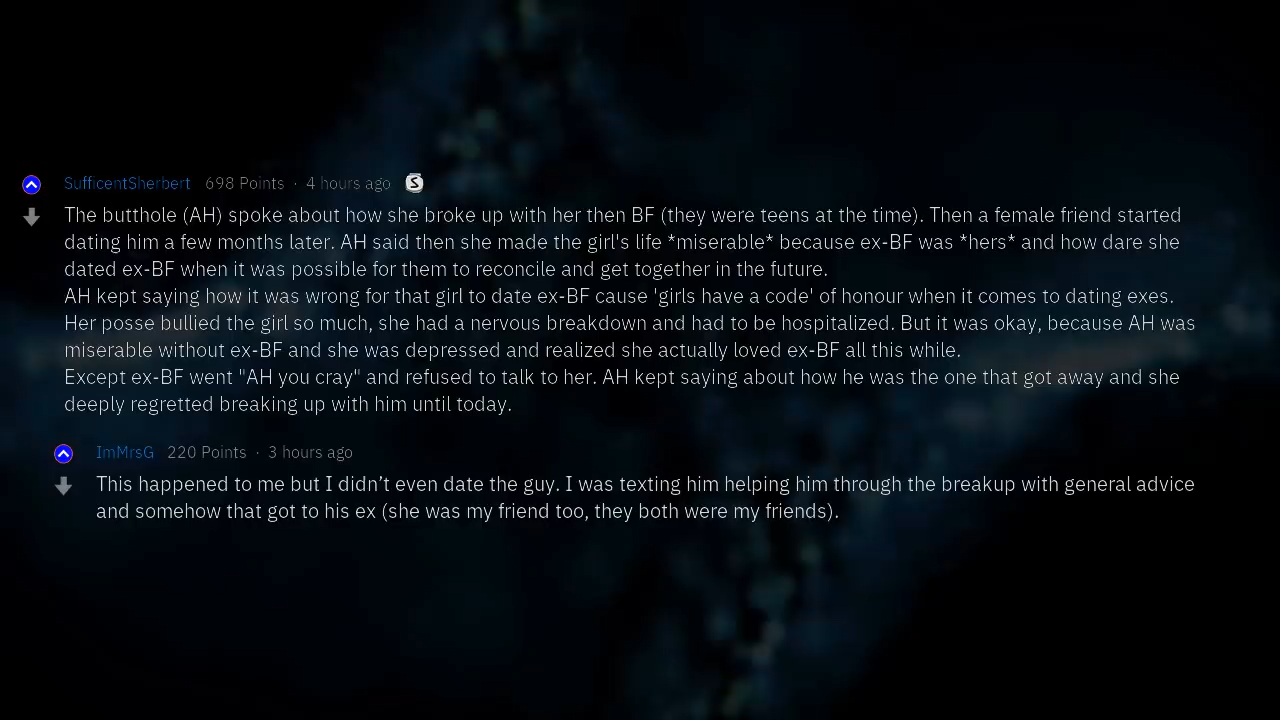 SufficentSherbert 698 Points · 4 hours ago S
The butthole (AH) spoke about how she broke up with her then BF (they were teens at the time). Then a female friend started
dating him a few months later. AH said then she made the girl's life *miserable* because ex-BF was *hers* and how dare she
dated ex-BF when it was possible for them to reconcile and get together in the future.
AH kept saying how it was wrong for that girl to date ex-BF cause 'girls have a code' of honour when it comes to dating exes.
Her posse bullied the girl so much, she had a nervous breakdown and had to be hospitalized. But it was okay, because AH was
miserable without ex-BF and she was depressed and realized she actually loved ex-BF all this while.
Except ex-BF went "AH you cray" and refused to talk to her. AH kept saying about how he was the one that got away and she
deeply regretted breaking up with him until today.
ImMrsG 220 Points · 3 hours ago
This happened to me but I didn’t even date the guy. I was texting him helping him through the breakup with general advice
and somehow that got to his ex (she was my friend too, they both were my friends).